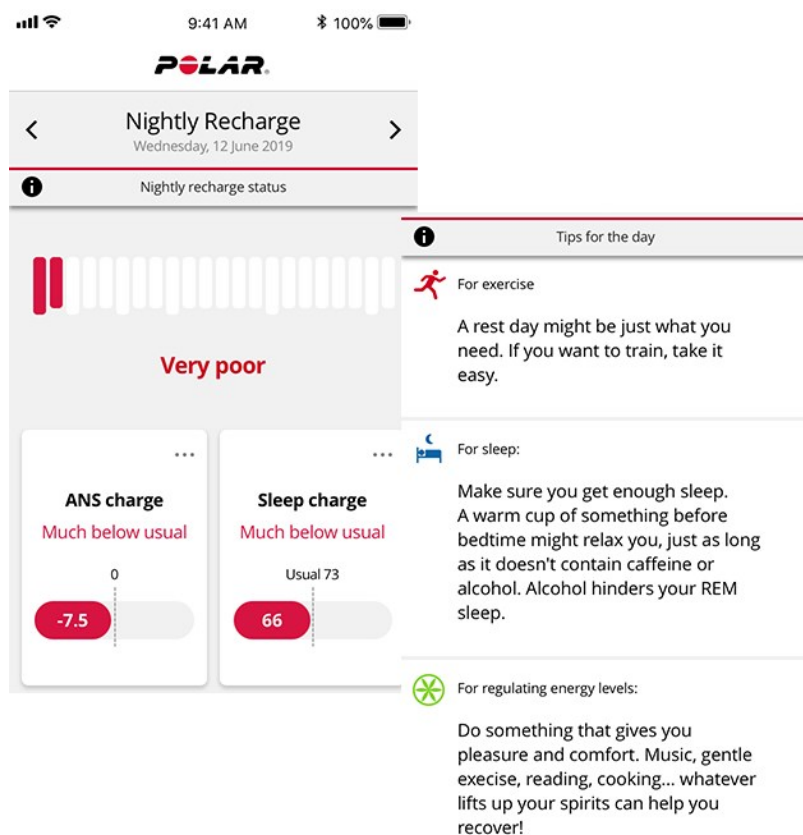 9:41 AM
100%
POLAR
Nightly Recharge
Wednesday, 12 June 2019
Nightly recharge status
Very poor
ANS charge
Much below usual
0
-7.5
Sleep charge
Much below usual
Usual 73
66
Tips for the day
For exercise
A rest day might be just what you
need. If you want to train, take it
easy.
For sleep:
Make sure you get enough sleep.
A warm cup of something before
bedtime might relax you, just as long
as it doesn't contain caffeine or
alcohol. Alcohol hinders your REM
sleep.
For regulating energy levels:
Do something that gives you
pleasure and comfort. Music, gentle
execise, reading, cooking... whatever
lifts up your spirits can help you
recover!